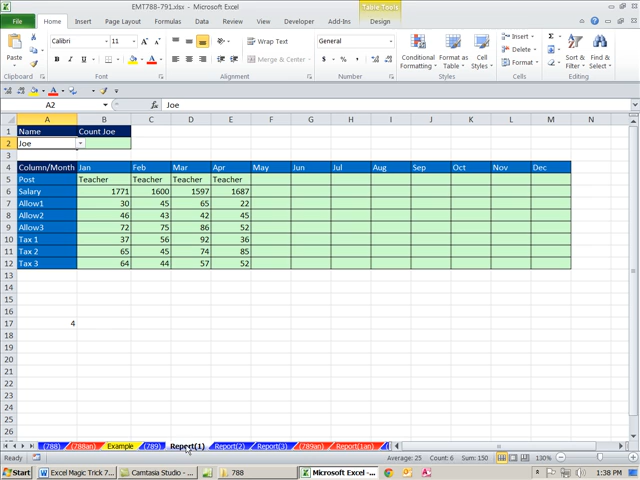 EMT788-791.xlsx - Microsoft Excel
Table Tools
File Home Insert Page Layout Formulas Data Review View Developer Add-Ins Design
Calibri 11 Wrap Text General Insert
Paste Merge & Center Conditional Formatting Format as Table Cell Styles Delete Sort & Filter Find & Select
Format
Clipboard Font Alignment Number Styles Cells Editing
A2 fx Joe
A B C D E F G H I J K L M N
1 Name Count Joe
2 Joe
3
4 Column/Month Jan Feb Mar Apr May Jun Jul Aug Sep Oct Nov Dec
5 Post Teacher Teacher Teacher Teacher
6 Salary 1771 1600 1597 1687
7 Allow1 30 45 65 22
8 Allow2 46 43 42 45
9 Allow3 72 75 86 52
10 Tax 1 37 56 92 36
11 Tax 2 65 45 74 85
12 Tax 3 64 44 57 52
13
14
15
16
17 4
18
19
20
21
22
23
24
25
26
(788) (788an) Example (789) Report(1) Report(2) Report(3) (789an) Report(1an)
Ready Average: 25 Count: 6 Sum: 150 130%
Start Excel Magic Trick 7... Camtasia Studio - ... 788 Microsoft Excel -... 1:38 PM